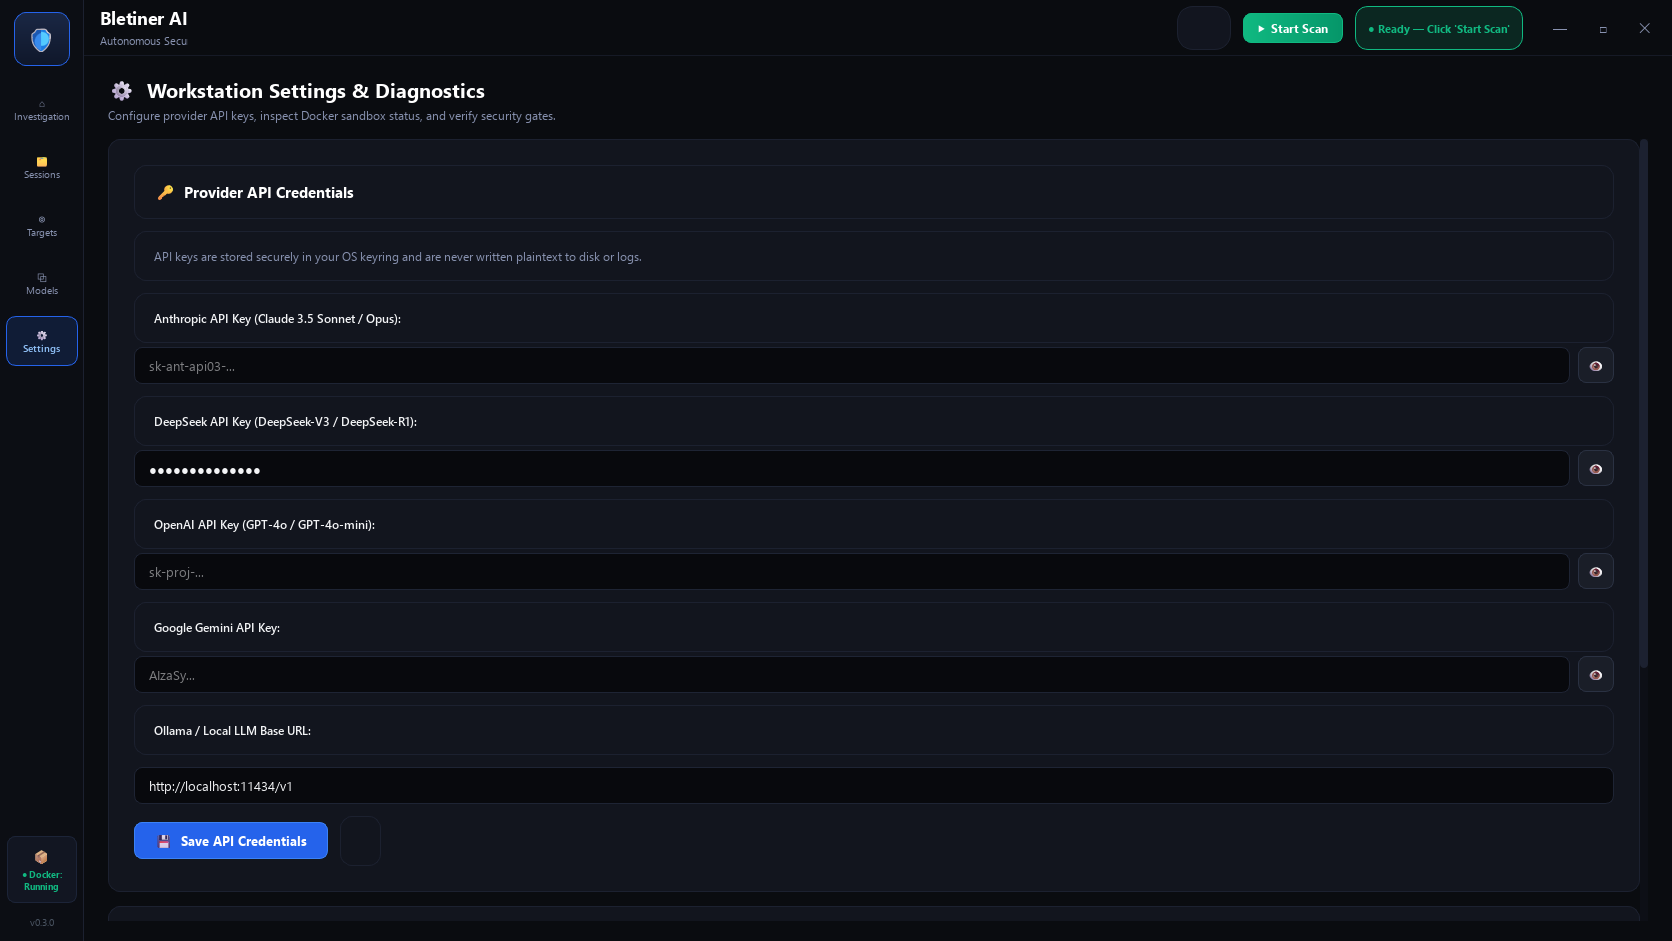 Bletiner AI
Autonomous Secu
Start Scan
● Ready — Click 'Start Scan'
Investigation
Sessions
Targets
Models
Settings
Workstation Settings & Diagnostics
Configure provider API keys, inspect Docker sandbox status, and verify security gates.
Provider API Credentials
API keys are stored securely in your OS keyring and are never written plaintext to disk or logs.
Anthropic API Key (Claude 3.5 Sonnet / Opus):
sk-ant-api03-...
DeepSeek API Key (DeepSeek-V3 / DeepSeek-R1):
●●●●●●●●●●●●●●
OpenAI API Key (GPT-4o / GPT-4o-mini):
sk-proj-...
Google Gemini API Key:
AIzaSy...
Ollama / Local LLM Base URL:
http://localhost:11434/v1
Save API Credentials
● Docker:
Running
v0.3.0